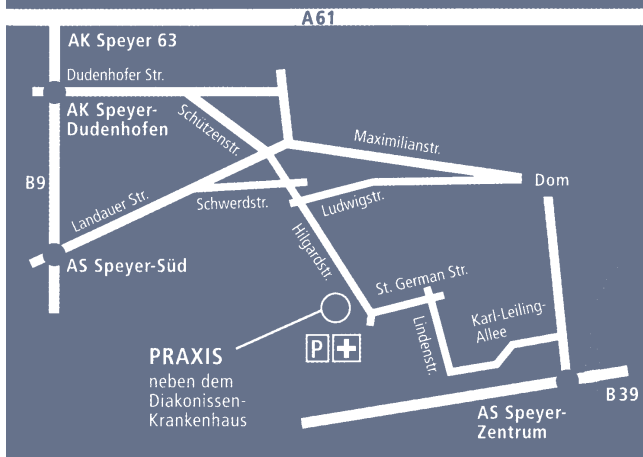 A61
AK Speyer 63
Dudenhofer Str.
AK Speyer-
Dudenhofen
Schützenstr.
Maximilianstr.
B9
Dom
Landauer Str.
Schwerdstr.
Ludwigstr.
Hilgardstr.
AS Speyer-Süd
St. German Str.
Karl-Leiling-
Allee
Lindenstr.
P
PRAXIS
neben dem
Diakonissen-
Krankenhaus
B39
AS Speyer-
Zentrum